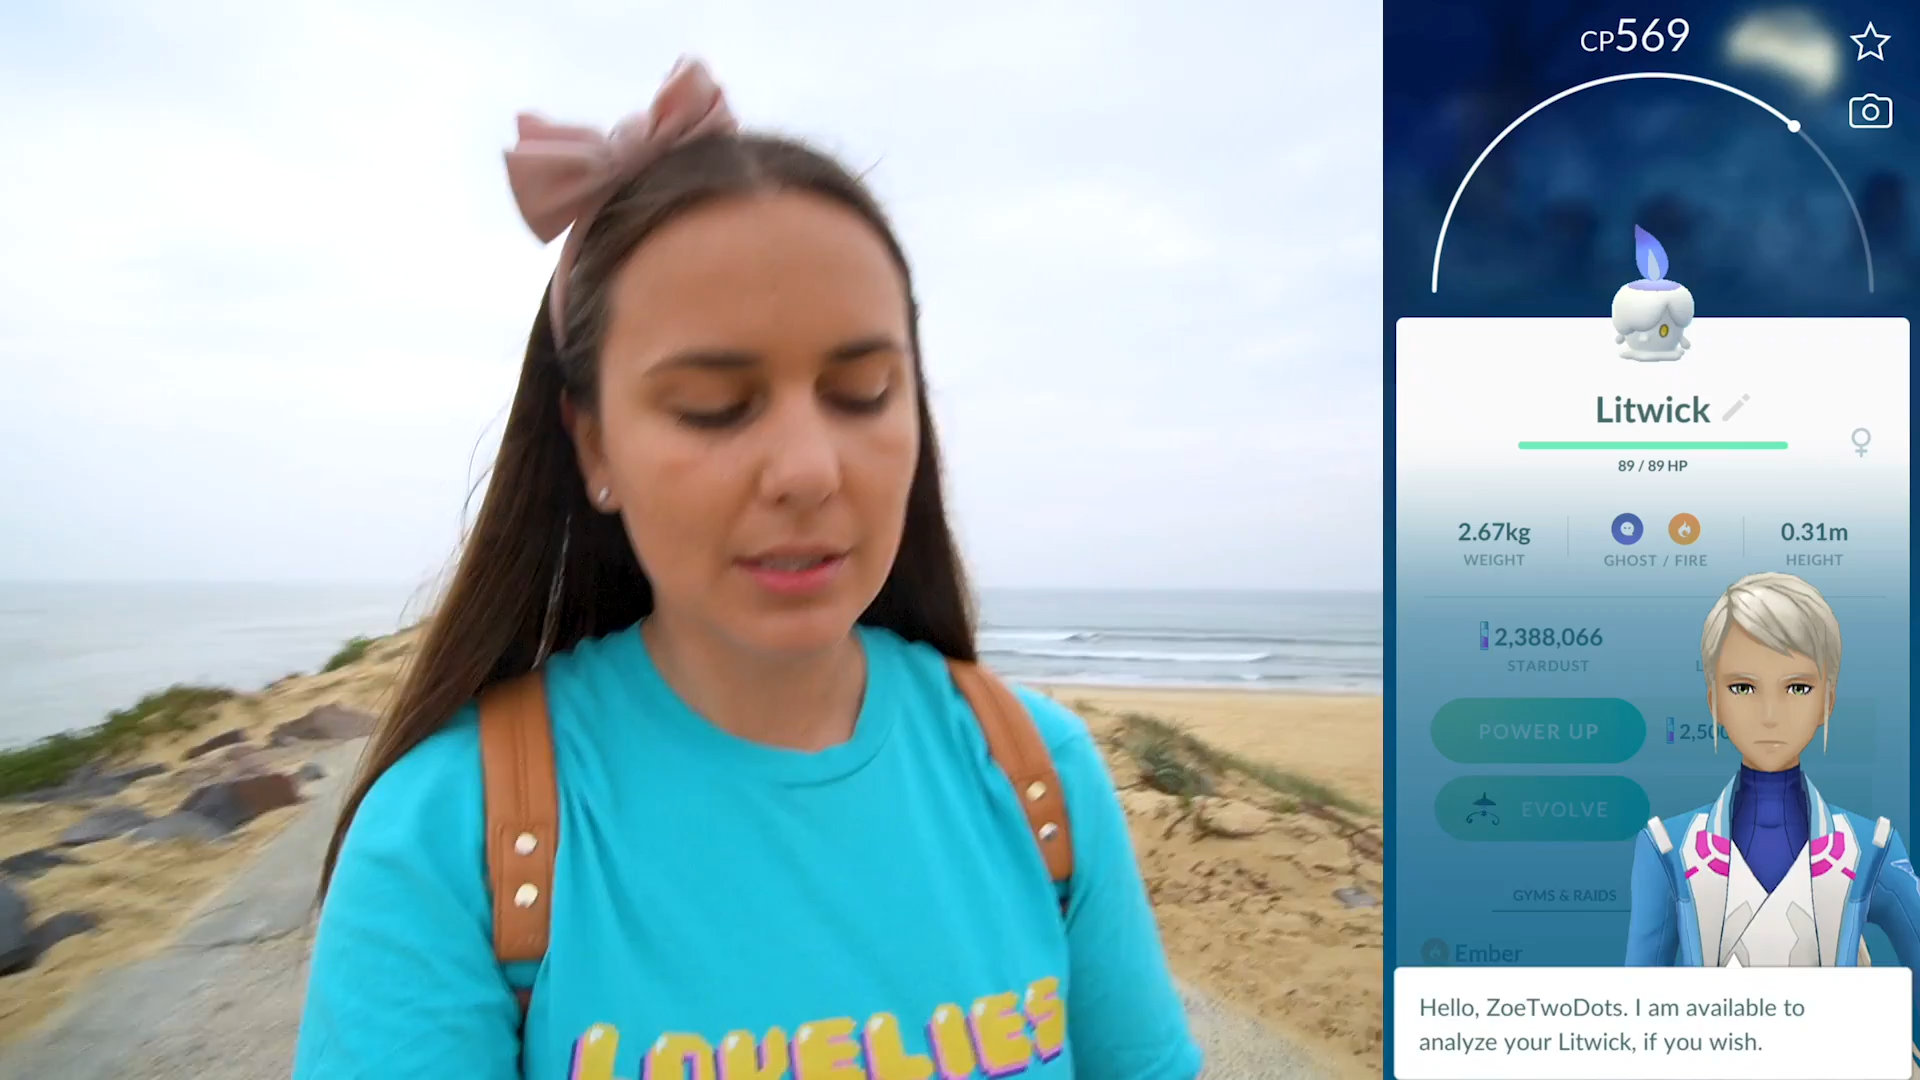 CP569
Litwick
89 / 89 HP
2.67kg
WEIGHT
GHOST / FIRE
0.31m
HEIGHT
2,388,066
STARDUST
POWER UP
EVOLVE
GYMS & RAIDS
Ember
Hello, ZoeTwoDots. I am available to
analyze your Litwick, if you wish.
LOVELIES